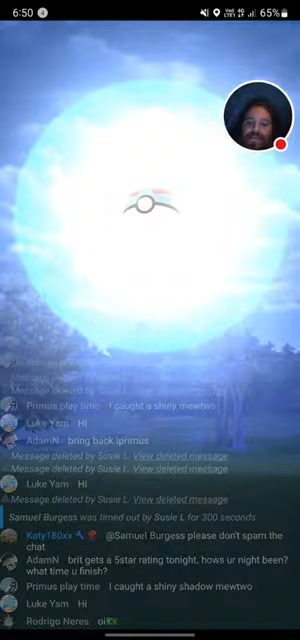 6:50 4 Vo)) LTE1 4G 65%
Message deleted by
Primus play time I caught a shiny mewtwo
Luke Yam Hi
AdamN bring back iprimus
Message deleted by Susie L. View deleted message
Message deleted by Susie L. View deleted message
Luke Yam Hi
Message deleted by Susie L. View deleted message
Samuel Burgess was timed out by Susie L for 300 seconds
Katy180xx @Samuel Burgess please don't spam the
chat
AdamN brit gets a 5star rating tonight, hows ur night been?
what time u finish?
Primus play time I caught a shiny shadow mewtwo
Luke Yam Hi
Rodrigo Neres oi